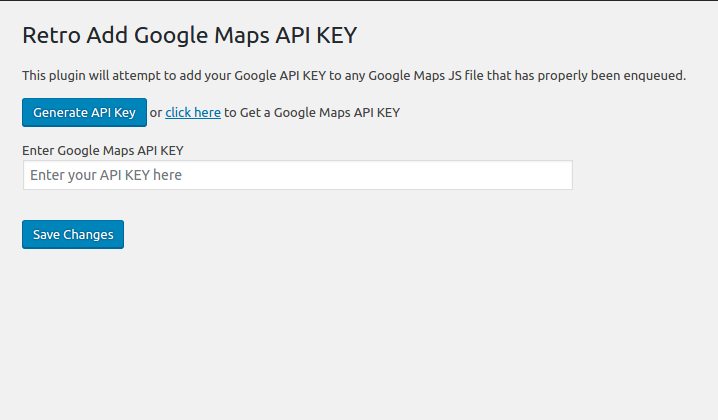 Retro Add Google Maps API KEY
This plugin will attempt to add your Google API KEY to any Google Maps JS file that has properly been enqueued.
Generate API Key or click here to Get a Google Maps API KEY
Enter Google Maps API KEY
Enter your API KEY here
Save Changes